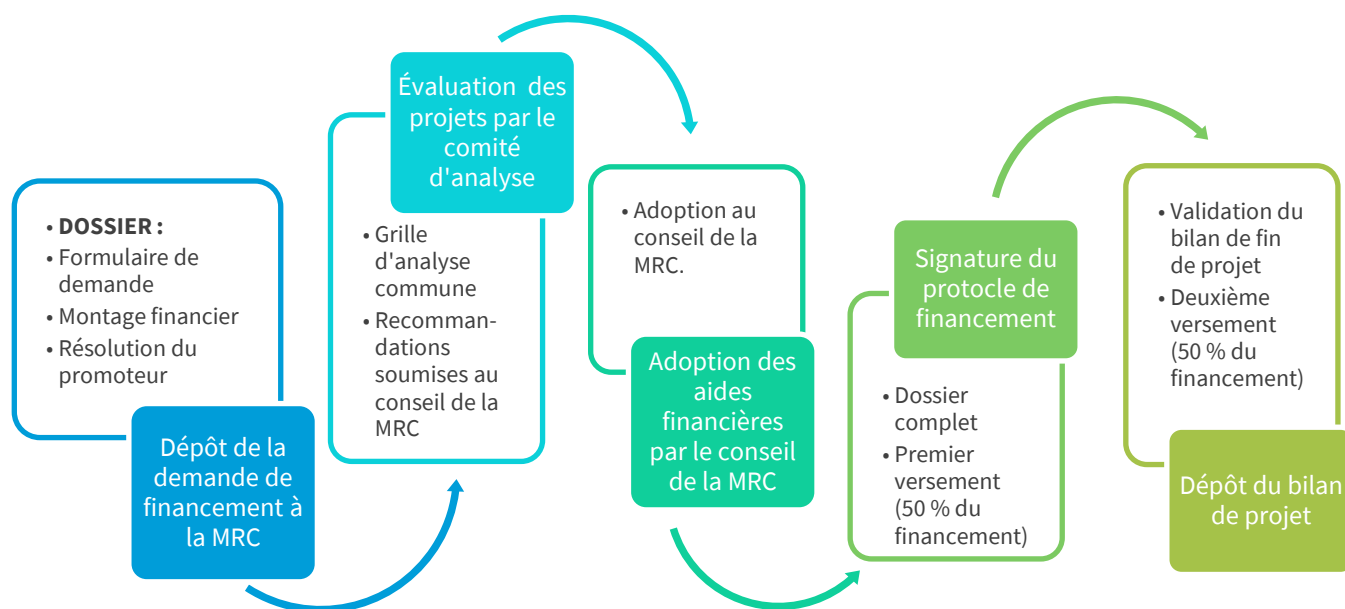 • DOSSIER :
• Formulaire de
demande
• Montage financier
• Résolution du
promoteur
Dépôt de la
demande de
financement à
la MRC
Évaluation des
projets par le
comité
d'analyse
• Grille
d'analyse
commune
• Recomman-
dations
soumises au
conseil de la
MRC
• Adoption au
conseil de la
MRC.
Adoption des
aides
financières
par le conseil
de la MRC
Signature du
protocle de
financement
• Dossier
complet
• Premier
versement
(50 % du
financement)
• Validation du
bilan de fin
de projet
• Deuxième
versement
(50 % du
financement)
Dépôt du bilan
de projet